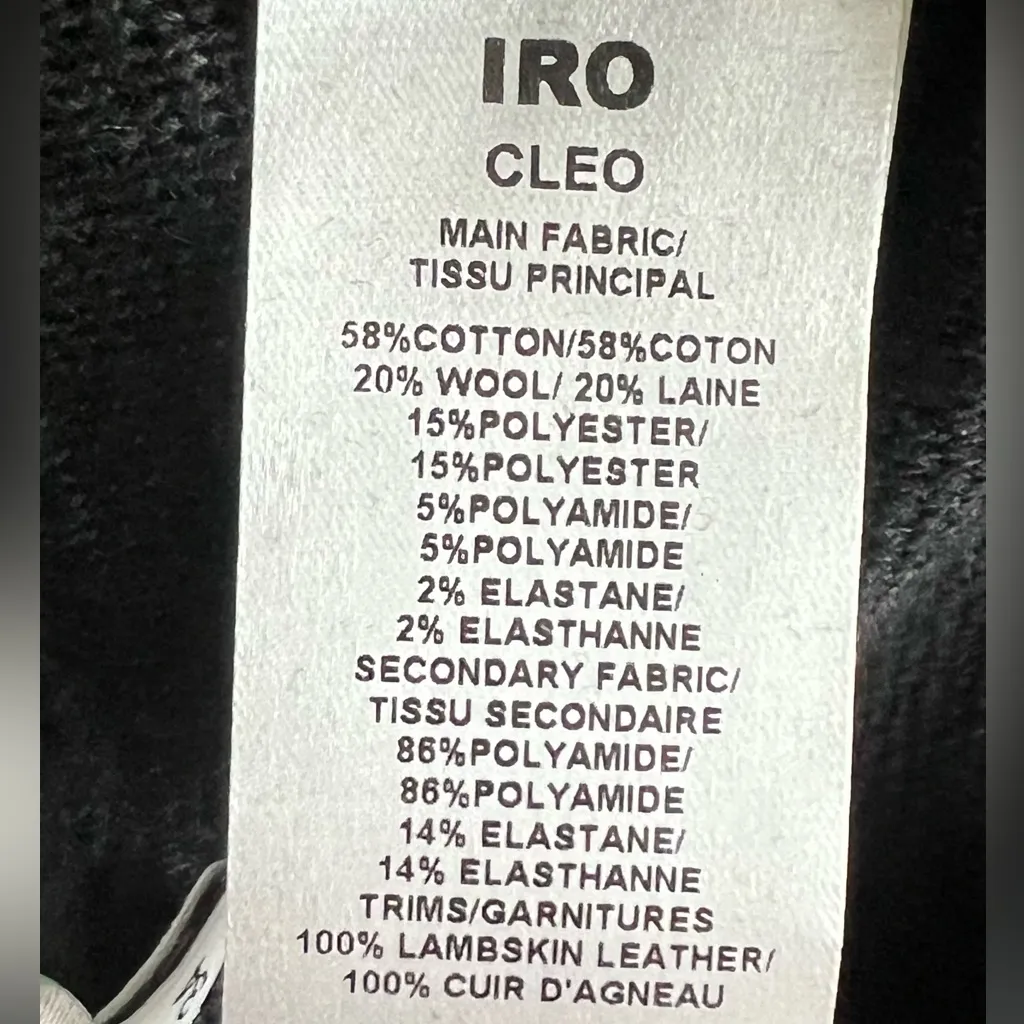 IRO
CLEO
MAIN FABRIC/
TISSU PRINCIPAL
58%COTTON/58%COTON
20% WOOL/ 20% LAINE
15%POLYESTER/
15%POLYESTER
5%POLYAMIDE/
5%POLYAMIDE
2% ELASTANE/
2% ELASTHANNE
SECONDARY FABRIC/
TISSU SECONDAIRE
86%POLYAMIDE/
86%POLYAMIDE
14% ELASTANE/
14% ELASTHANNE
TRIMS/GARNITURES
100% LAMBSKIN LEATHER/
100% CUIR D'AGNEAU